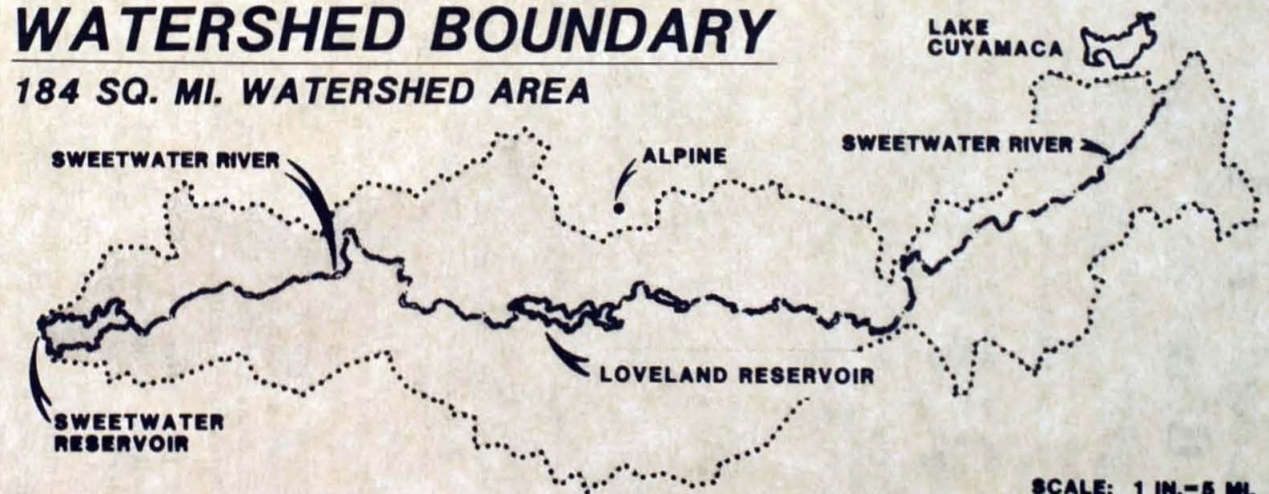 WATERSHED BOUNDARY
184 SQ. MI. WATERSHED AREA
LAKE
CUYAMACA
SWEETWATER RIVER
ALPINE
SWEETWATER RIVER
LOVELAND RESERVOIR
SWEETWATER
RESERVOIR
SCALE: 1 IN.=5 MI.